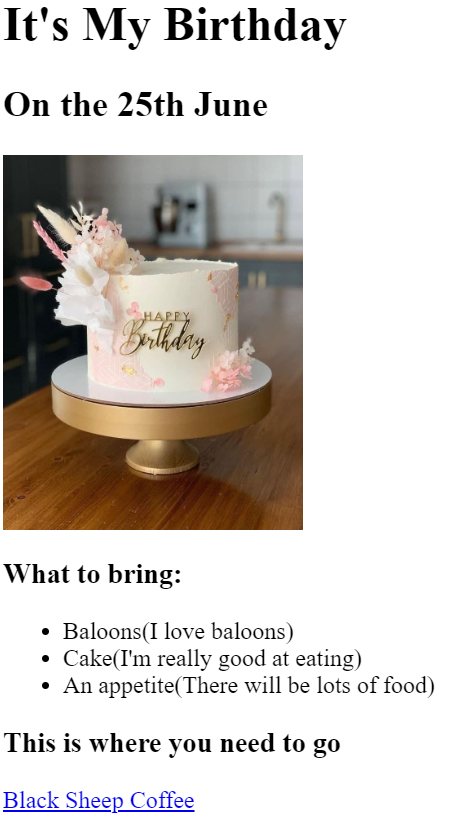 It's My Birthday
On the 25th June
HAPPY
Birthday
What to bring:
Baloons(I love baloons)
Cake(I'm really good at eating)
An appetite(There will be lots of food)
This is where you need to go
Black Sheep Coffee